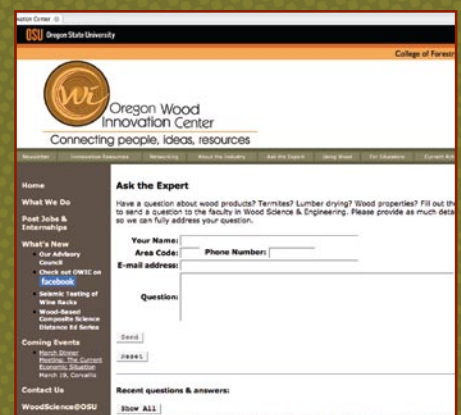 OSU Oregon State University
College of Forestr
Wi
Oregon Wood
Innovation Center
Connecting people, ideas, resources
Newsletter Innovation Resources Networking About the Industry Ask the Expert Using Wood For Educators Current Act
Home
What We Do
Post Jobs &
Internships
What's New
• Our Advisory
Council
• Check out OWIC on
facebook
• Seismic Testing of
Wine Racks
• Wood-Based
Composite Science
Distance Ed Series
Coming Events
• March Dinner
Meeting: The Current
Economic Situation
March 19, Corvallis
Contact Us
WoodScience@OSU
Ask the Expert
Have a question about wood products? Termites? Lumber drying? Wood properties? Fill out th
to send a question to the faculty in Wood Science & Engineering. Please provide as much deta
so we can fully address your question.
Your Name:
Area Code: Phone Number:
E-mail address:
Question:
Send
Reset
Recent questions & answers:
Show All